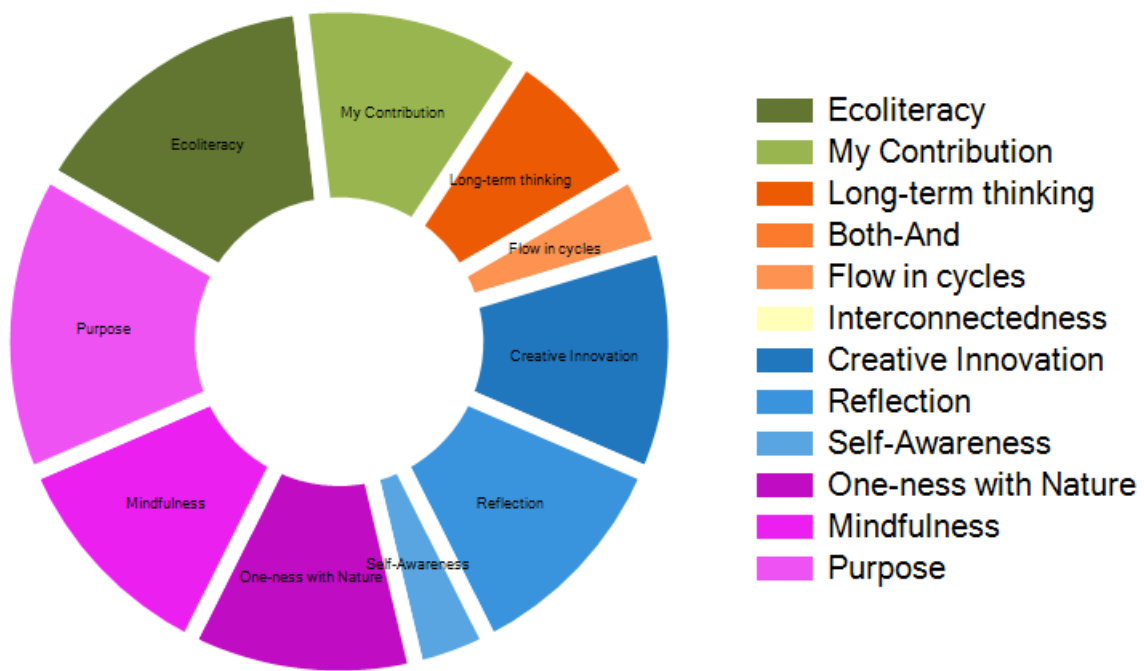 Ecoliteracy
My Contribution
Long-term thinking
Flow in cycles
Creative Innovation
Reflection
Self-Awareness
One-ness with Nature
Mindfulness
Purpose
Ecoliteracy
My Contribution
Long-term thinking
Both-And
Flow in cycles
Interconnectedness
Creative Innovation
Reflection
Self-Awareness
One-ness with Nature
Mindfulness
Purpose